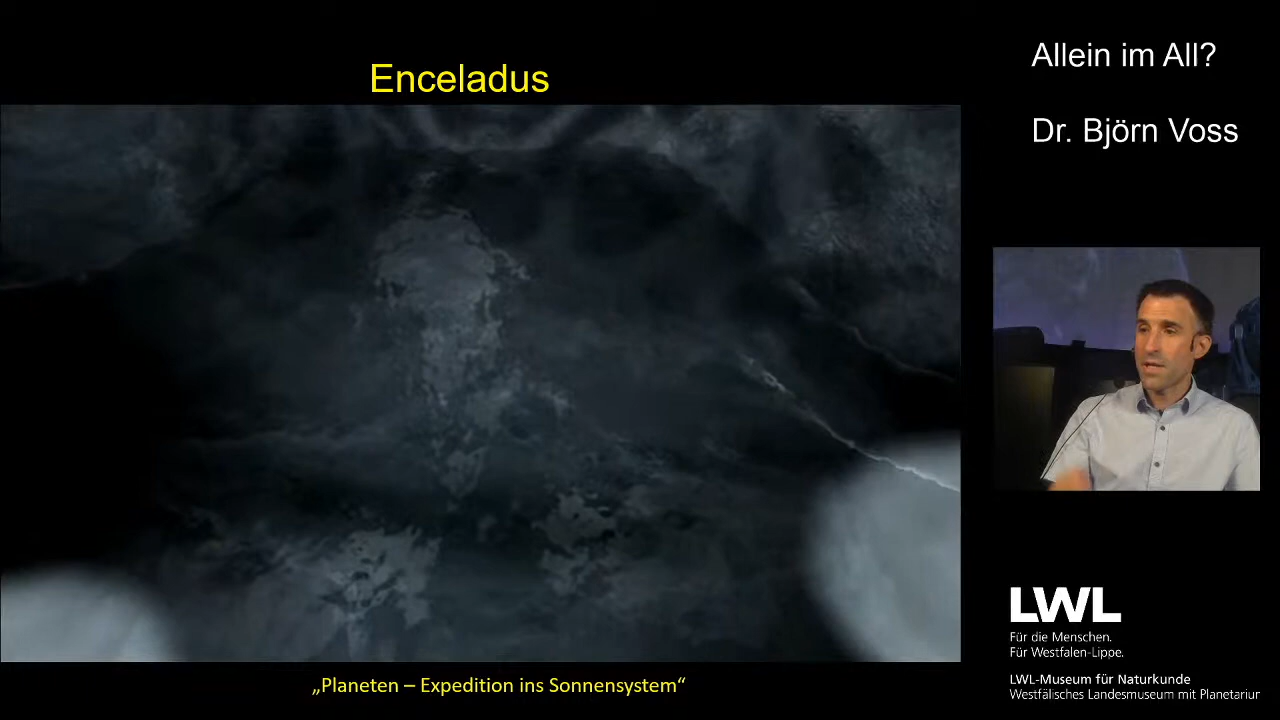 Enceladus
Allein im All?
Dr. Björn Voss
LWL
Für die Menschen.
Für Westfalen-Lippe.
LWL-Museum für Naturkunde
Westfälisches Landesmuseum mit Planetariur
„Planeten – Expedition ins Sonnensystem“